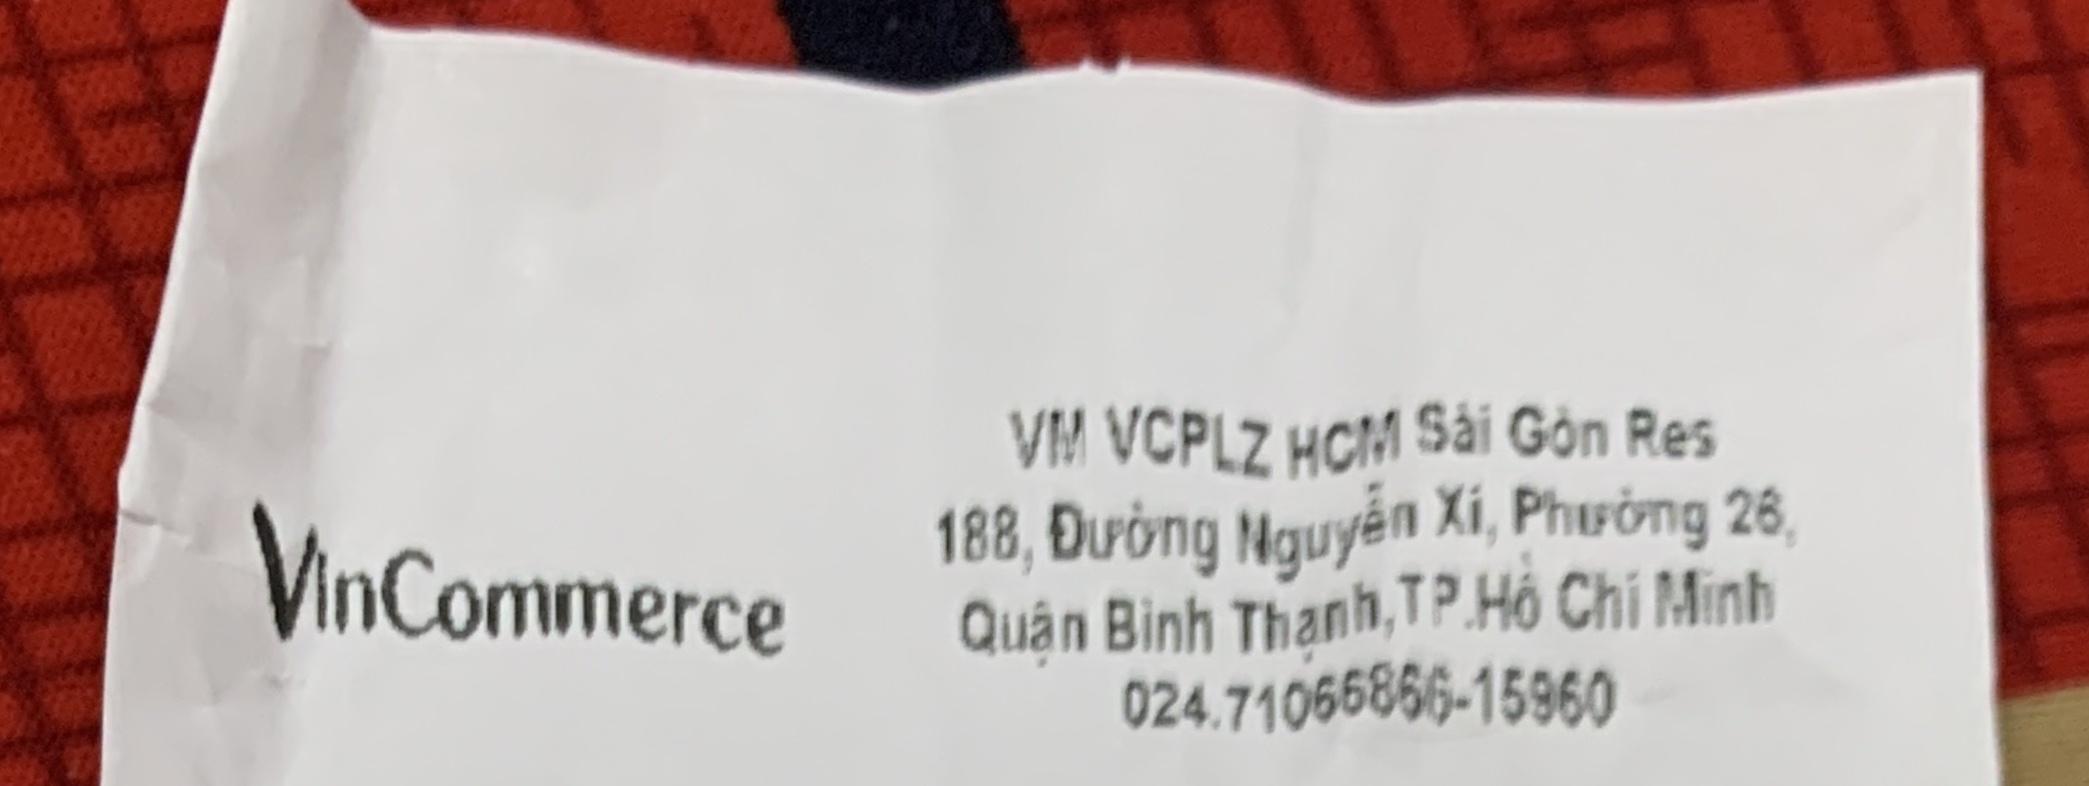 VinCommerce
VM VCPLZ HCM Sài Gòn Res
188, Đường Nguyễn Xí, Phường 26,
Quận Bình Thạnh,TP.Hồ Chí Minh
024.71066866-15960